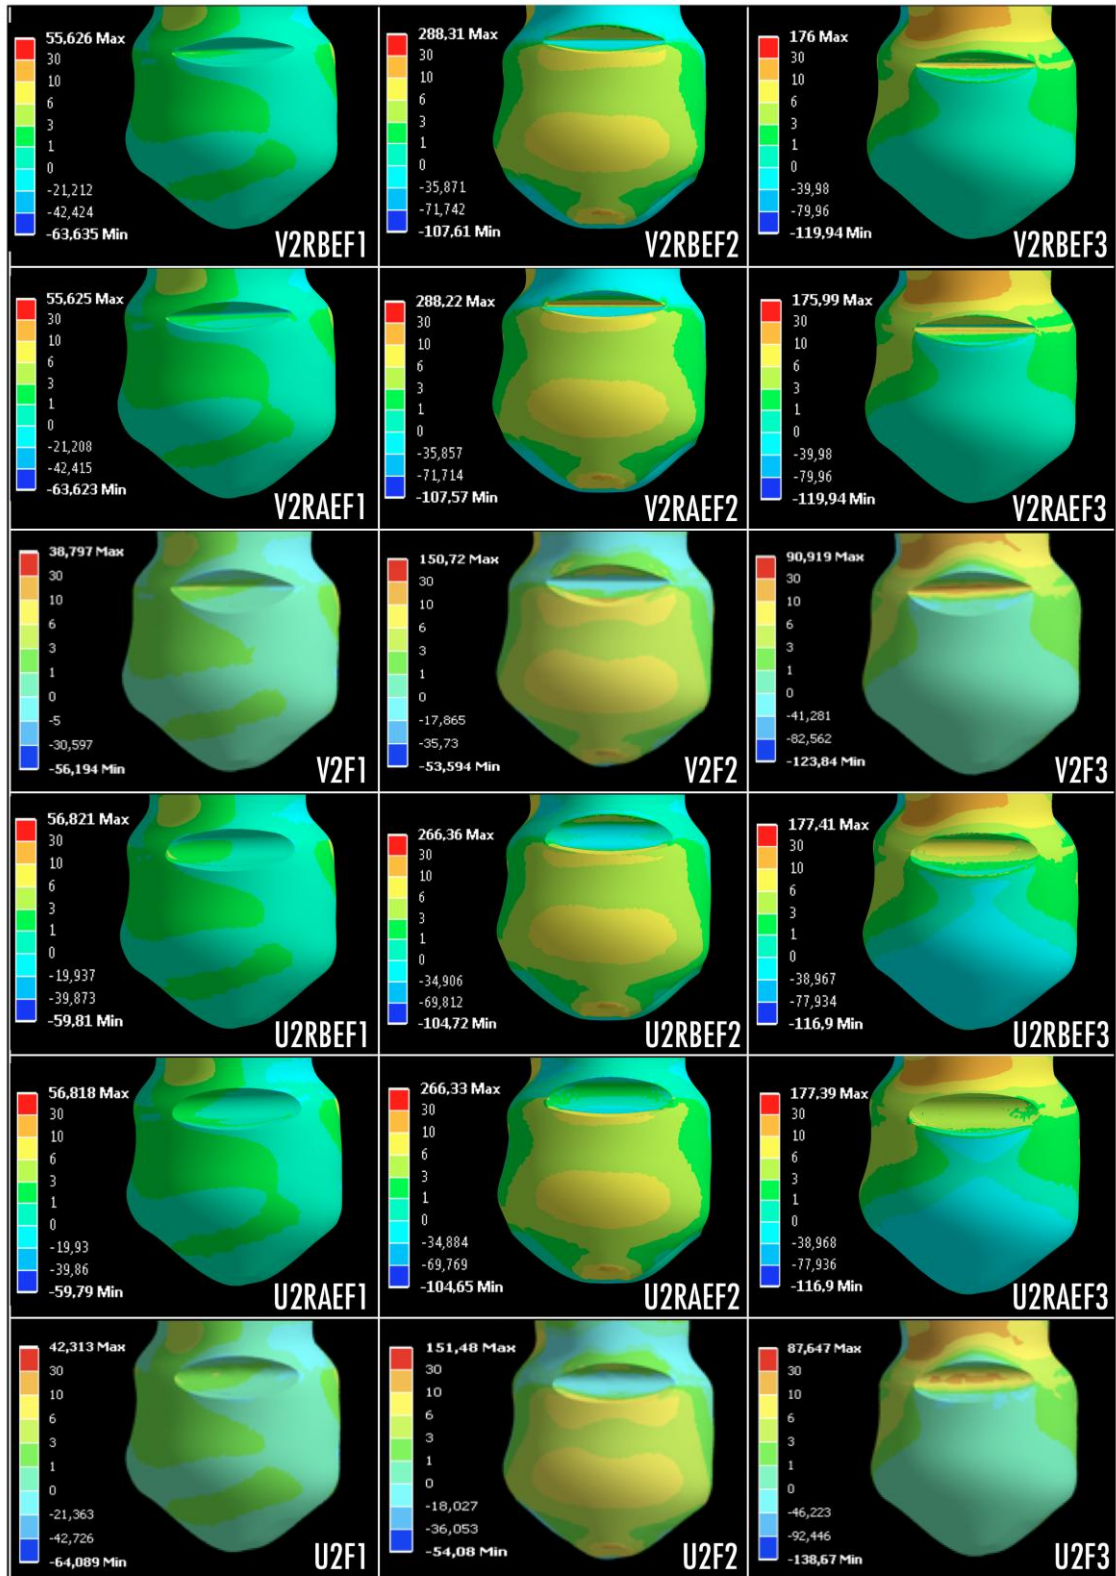 55,626 Max
30
10
6
3
1
0
-21,212
-42,424
-63,635 Min
V2RBEF1
288,31 Max
30
10
6
3
1
0
-35,871
-71,742
-107,61 Min
V2RBEF2
176 Max
30
10
6
3
1
0
-39,98
-79,96
-119,94 Min
V2RBEF3
55,625 Max
30
10
6
3
1
0
-21,208
-42,415
-63,623 Min
V2RAEF1
288,22 Max
30
10
6
3
1
0
-35,857
-71,714
-107,57 Min
V2RAEF2
175,99 Max
30
10
6
3
1
0
-39,98
-79,96
-119,94 Min
V2RAEF3
38,797 Max
30
10
6
3
1
0
-5
-30,597
-56,194 Min
V2F1
150,72 Max
30
10
6
3
1
0
-17,865
-35,73
-53,594 Min
V2F2
90,919 Max
30
10
6
3
1
0
-41,281
-82,562
-123,84 Min
V2F3
56,821 Max
30
10
6
3
1
0
-19,937
-39,873
-59,81 Min
U2RBEF1
266,36 Max
30
10
6
3
1
0
-34,906
-69,812
-104,72 Min
U2RBEF2
177,41 Max
30
10
6
3
1
0
-38,967
-77,934
-116,9 Min
U2RBEF3
56,818 Max
30
10
6
3
1
0
-19,93
-39,86
-59,79 Min
U2RAEF1
266,33 Max
30
10
6
3
1
0
-34,884
-69,769
-104,65 Min
U2RAEF2
177,39 Max
30
10
6
3
1
0
-38,968
-77,936
-116,9 Min
U2RAEF3
42,313 Max
30
10
6
3
1
0
-21,363
-42,726
-64,089 Min
U2F1
151,48 Max
30
10
6
3
1
0
-18,027
-36,053
-54,08 Min
U2F2
87,647 Max
30
10
6
3
1
0
-46,223
-92,446
-138,67 Min
U2F3